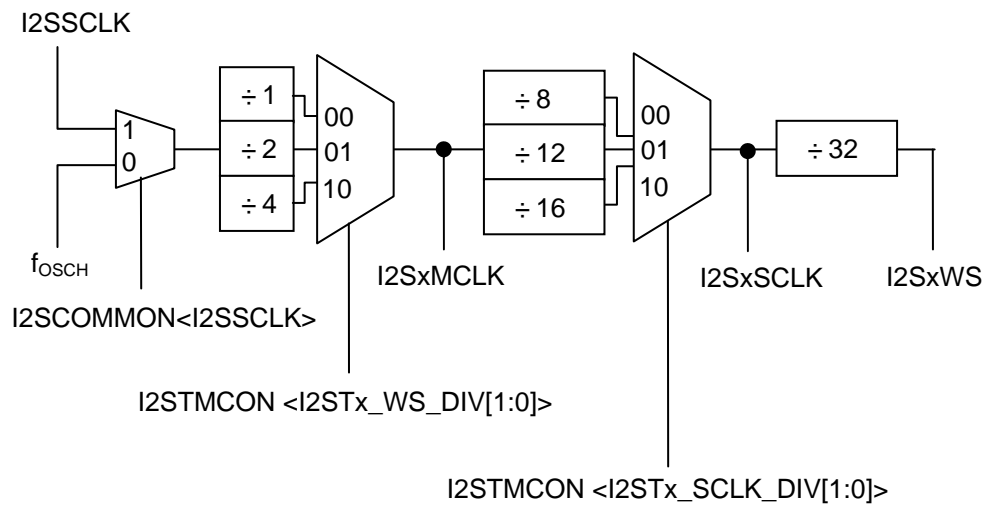 I2SSCLK
1
0
÷ 1
÷ 2
÷ 4
00
01
10
÷ 8
÷ 12
÷ 16
00
01
10
÷ 32
fOSCH
I2SxMCLK
I2SxSCLK
I2SxWS
I2SCOMMON<I2SSCLK>
I2STMCON <I2STx_WS_DIV[1:0]>
I2STMCON <I2STx_SCLK_DIV[1:0]>